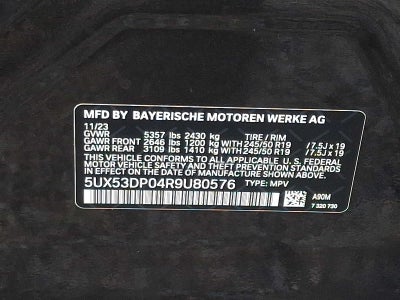 MFD BY BAYERISCHE MOTOREN WERKE AG
11/23
GVWR 5357 lbs 2430 kg TIRE / RIM
GAWR FRONT 2646 lbs 1200 kg WITH 245/50 R19 / 7.5J x 19
GAWR REAR 3109 lbs 1410 kg WITH 245/50 R19 / 7.5J x 19
THIS VEHICLE CONFORMS TO ALL APPLICABLE U.S. FEDERAL
MOTOR VEHICLE SAFETY AND THEFT PREVENTION STANDARDS
IN EFFECT ON THE DATE OF MANUFACTURE SHOWN ABOVE.
5UX53DP04R9U80576 TYPE: MPV
A90M
7 320 730